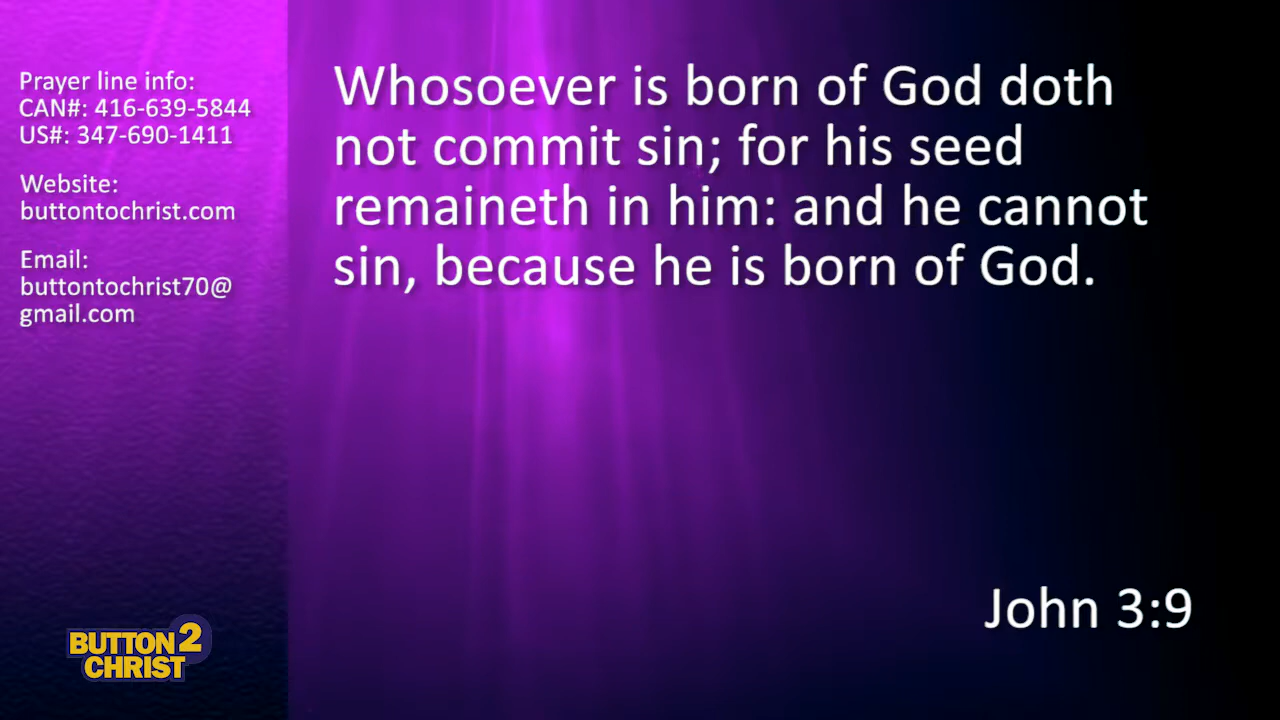 Prayer line info:
CAN#: 416-639-5844
US#: 347-690-1411
Website:
buttontochrist.com
Email:
buttontochrist70@
gmail.com
Whosoever is born of God doth
not commit sin; for his seed
remaineth in him: and he cannot
sin, because he is born of God.
John 3:9
BUTTON 2
CHRIST